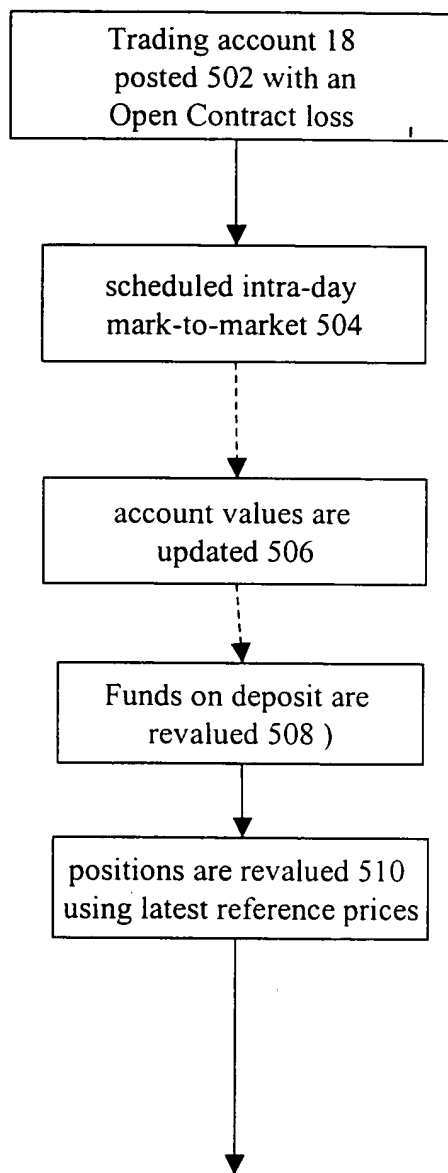 Trading account 18
posted 502 with an
Open Contract loss
scheduled intra-day
mark-to-market 504
account values are
updated 506
Funds on deposit are
revalued 508 )
positions are revalued 510
using latest reference prices